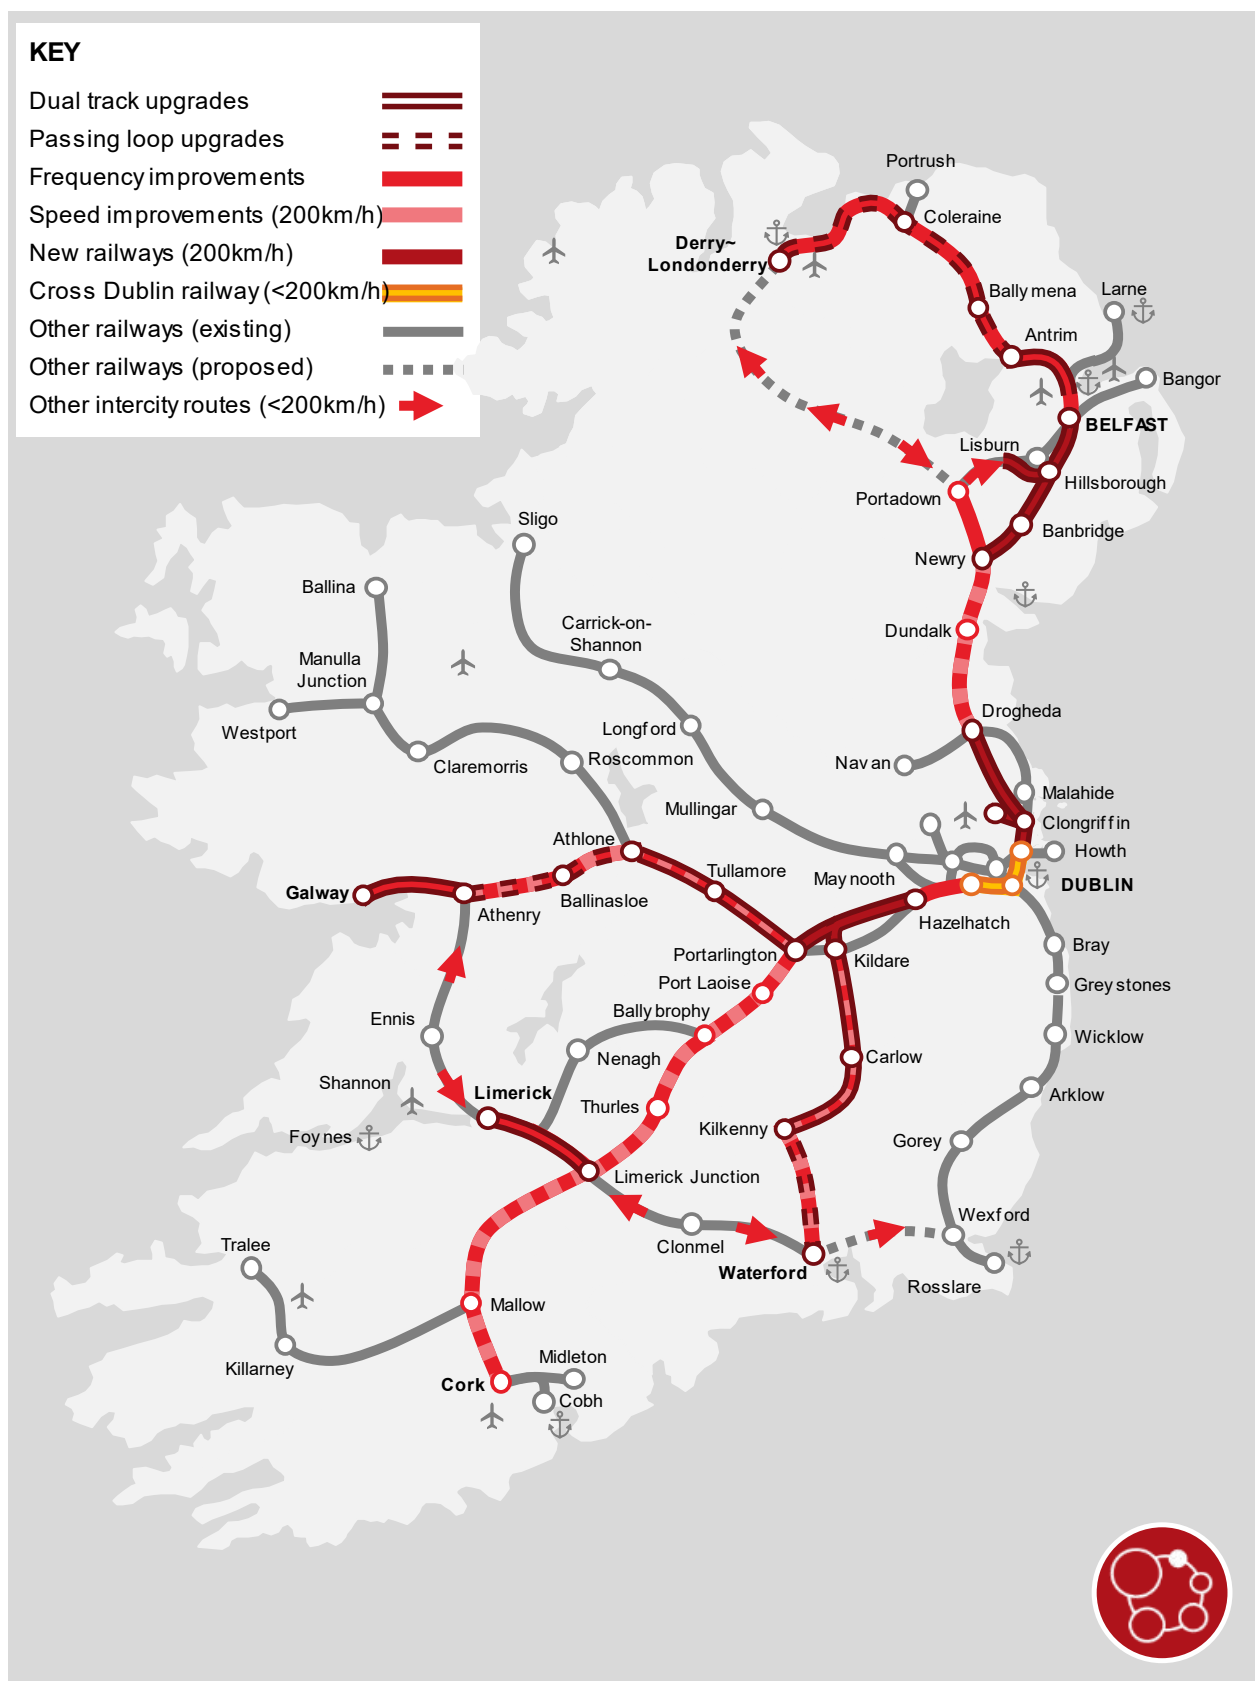 KEY
Dual track upgrades
Passing loop upgrades
Frequency improvements
Speed improvements (200km/h)
New railways (200km/h)
Cross Dublin railway (<200km/h)
Other railways (existing)
Other railways (proposed)
Other intercity routes (<200km/h)
Portrush
Coleraine
Derry~
Londonderry
Ballymena
Larne
Antrim
Bangor
BELFAST
Lisburn
Hillsborough
Portadown
Banbridge
Newry
Sligo
Ballina
Carrick-on-
Shannon
Dundalk
Manulla
Junction
Westport
Longford
Drogheda
Claremorris
Roscommon
Navan
Malahide
Mullingar
Clongriffin
Athlone
Howth
Tullamore
Maynooth
DUBLIN
Galway
Athenry
Ballinasloe
Hazelhatch
Portarlington
Kildare
Bray
Port Laoise
Greystones
Ballybrophy
Ennis
Nenagh
Wicklow
Carlow
Shannon
Limerick
Arklow
Thurles
Kilkenny
Foynes
Gorey
Limerick Junction
Wexford
Tralee
Clonmel
Waterford
Rosslare
Mallow
Killarney
Midleton
Cork
Cobh